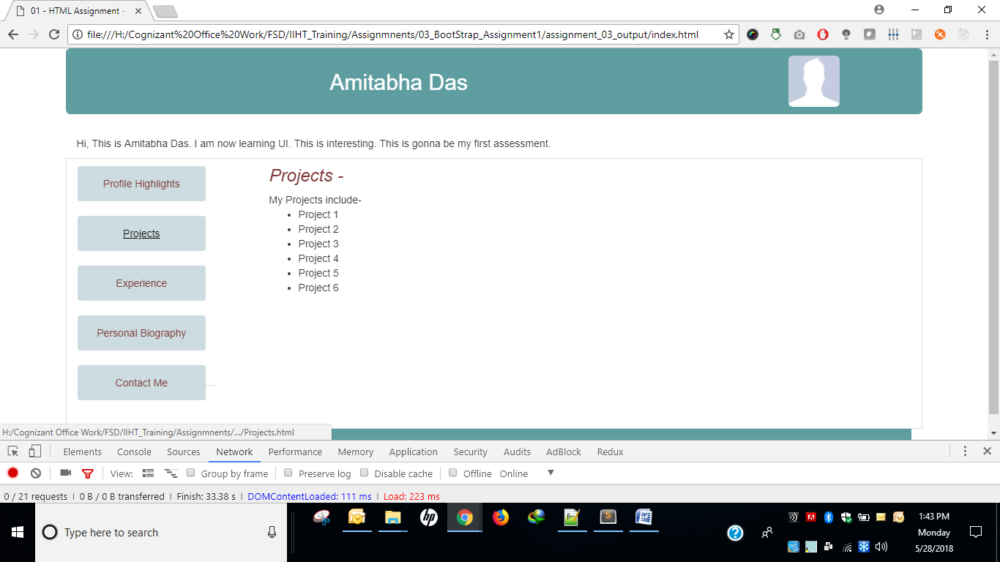 01 - HTML Assignment -
file:///H:/Cognizant%20Office%20Work/FSD/IIHT_Training/Assignmnents/03_BootStrap_Assignment1/assignment_03_output/index.html
Amitabha Das
Hi, This is Amitabha Das. I am now learning UI. This is interesting. This is gonna be my first assessment.
Profile Highlights
Projects
Experience
Personal Biography
Contact Me
Projects -
My Projects include-
• Project 1
• Project 2
• Project 3
• Project 4
• Project 5
• Project 6
H:/Cognizant Office Work/FSD/IIHT_Training/Assignmnents/.../Projects.html
Elements Console Sources Network Performance Memory Application Security Audits AdBlock Redux
View: Group by frame Preserve log Disable cache Offline Online
0 / 21 requests | 0 B / 0 B transferred | Finish: 33.38 s | DOMContentLoaded: 111 ms | Load: 223 ms
Type here to search
1:43 PM
Monday
5/28/2018